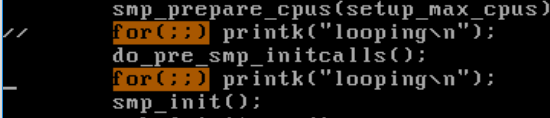 smp_prepare_cpus(setup_max_cpus)
// for(;;) printk("looping\n");
do_pre_smp_initcalls();
for(;;) printk("looping\n");
smp_init();